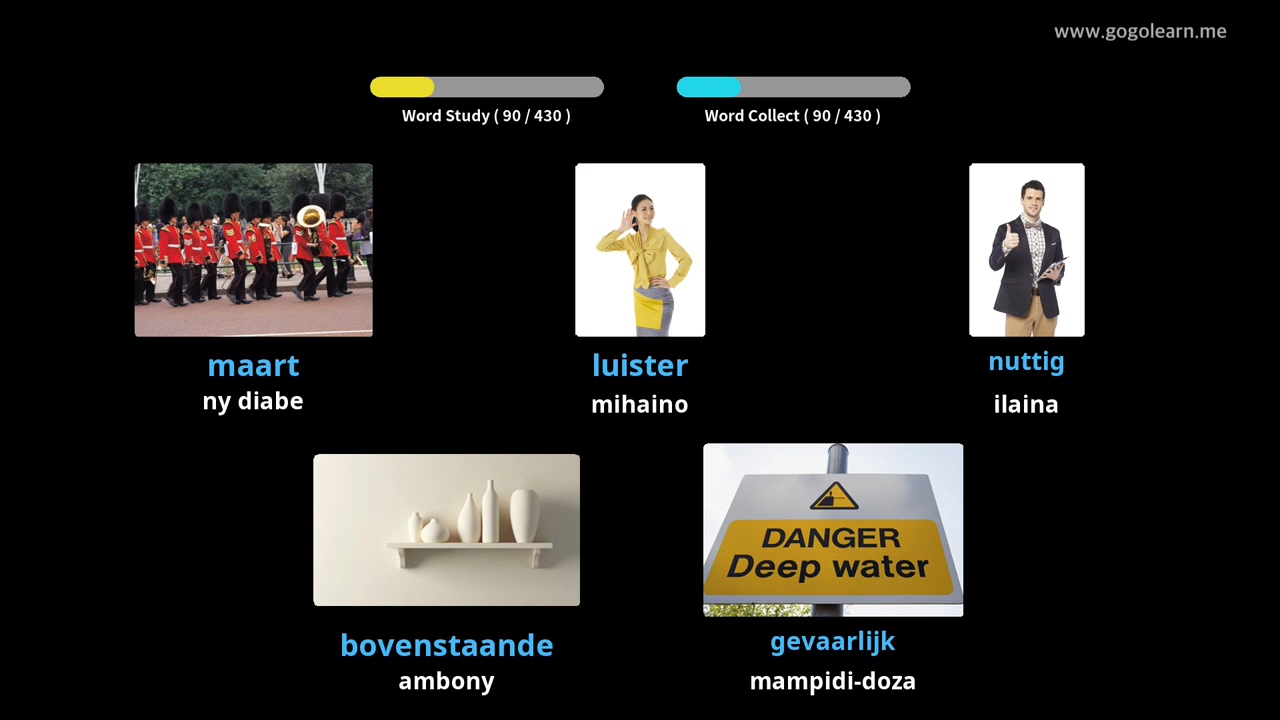 www.gogolearn.me
Word Study ( 90 / 430 )
Word Collect ( 90 / 430 )
maart
ny diabe
luister
mihaino
nuttig
ilaina
DANGER
Deep water
bovenstaande
ambony
gevaarlijk
mampidi-doza